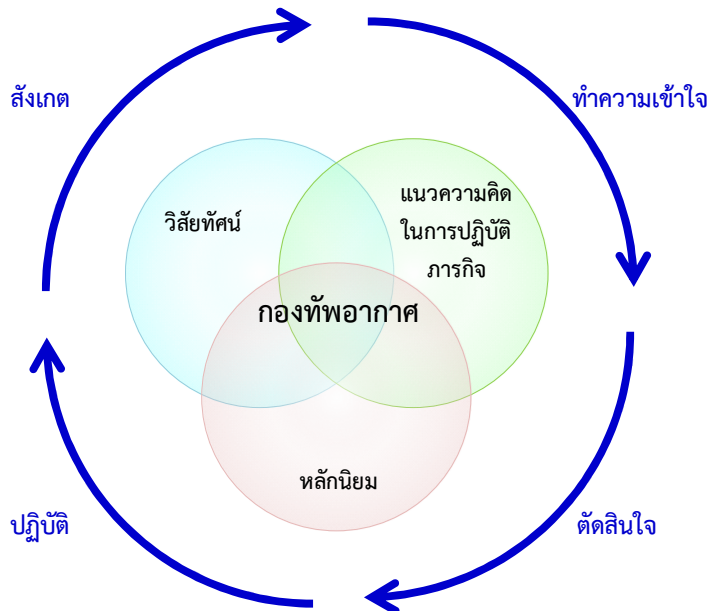 สังเกต
ทำความเข้าใจ
วิสัยทัศน์
แนวความคิด
ในการปฏิบัติ
ภารกิจ
กองทัพอากาศ
หลักนิยม
ปฏิบัติ
ตัดสินใจ